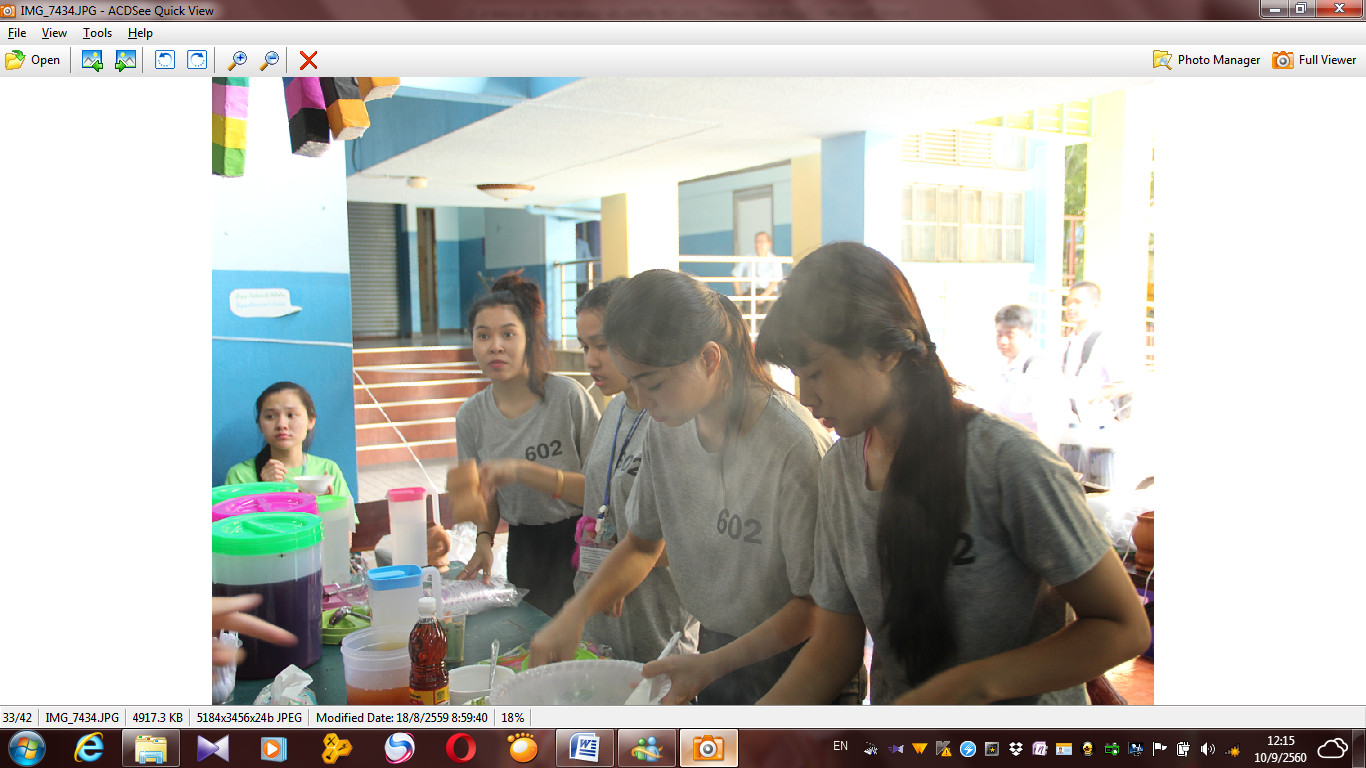 IMG_7434.JPG - ACDSee Quick View
File View Tools Help
Open
Photo Manager Full Viewer
602
602
602
2
33/42 IMG_7434.JPG 4917.3 KB 5184x3456x24b JPEG Modified Date: 18/8/2559 8:59:40 18%
EN
12:15
10/9/2560